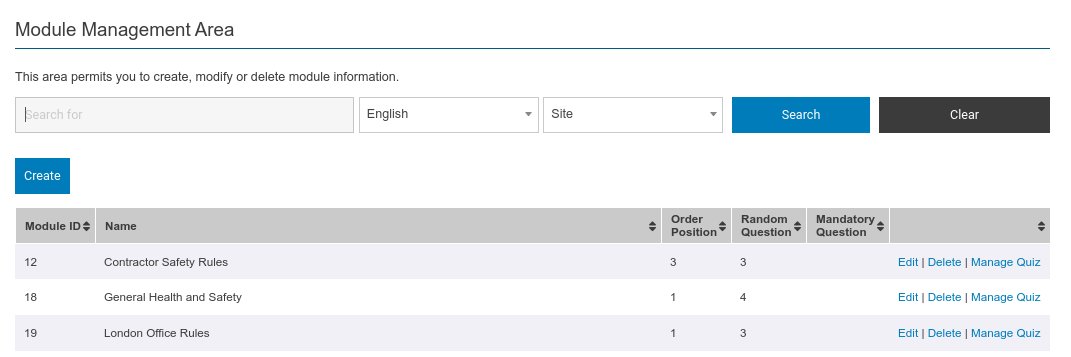 Module Management Area
This area permits you to create, modify or delete module information.
Search for English Site Search Clear
Create
Module ID Name Order Position Random Question Mandatory Question
12 Contractor Safety Rules 3 3 Edit | Delete | Manage Quiz
18 General Health and Safety 1 4 Edit | Delete | Manage Quiz
19 London Office Rules 1 3 Edit | Delete | Manage Quiz